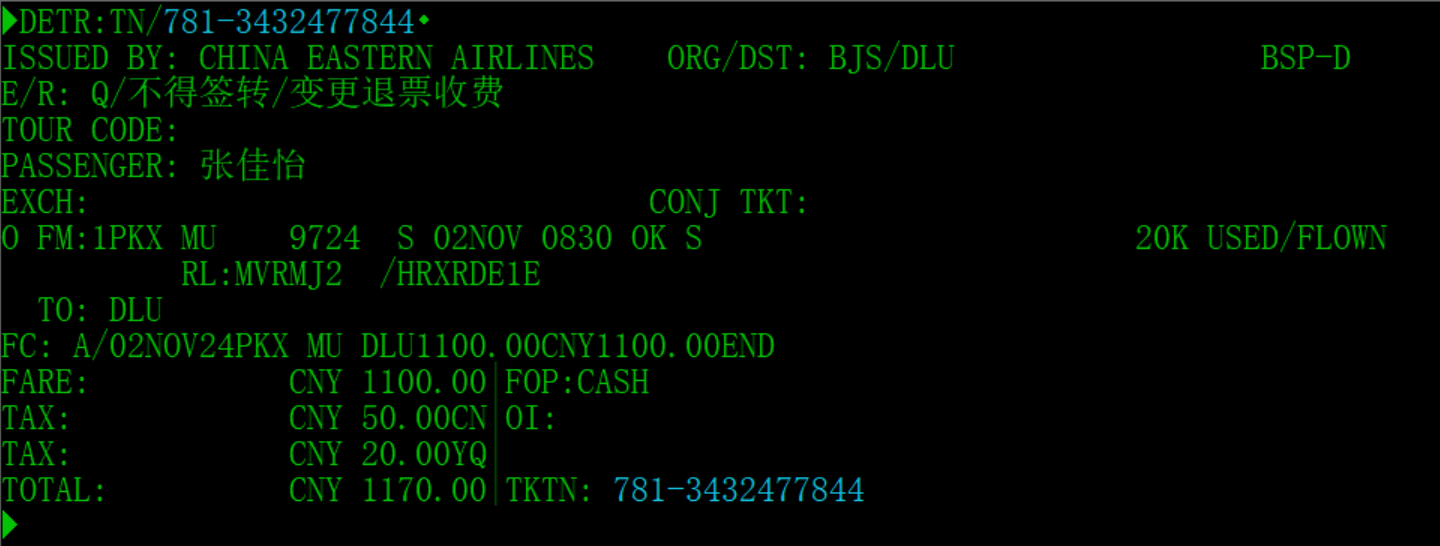 DETR:TN/781-3432477844
ISSUED BY: CHINA EASTERN AIRLINES    ORG/DST: BJS/DLU                 BSP-D
E/R: Q/不得签转/变更退票收费
TOUR CODE:
PASSENGER: 张佳怡
EXCH:                               CONJ TKT:
O FM:1PKX MU    9724  S 02NOV 0830 OK S                        20K USED/FLOWN
          RL:MVRMJ2  /HRXRDE1E
  TO: DLU
FC: A/02NOV24PKX MU DLU1100.00CNY1100.00END
FARE:           CNY 1100.00 FOP:CASH
TAX:            CNY 50.00CN OI:
TAX:            CNY 20.00YQ
TOTAL:          CNY 1170.00 TKTN: 781-3432477844